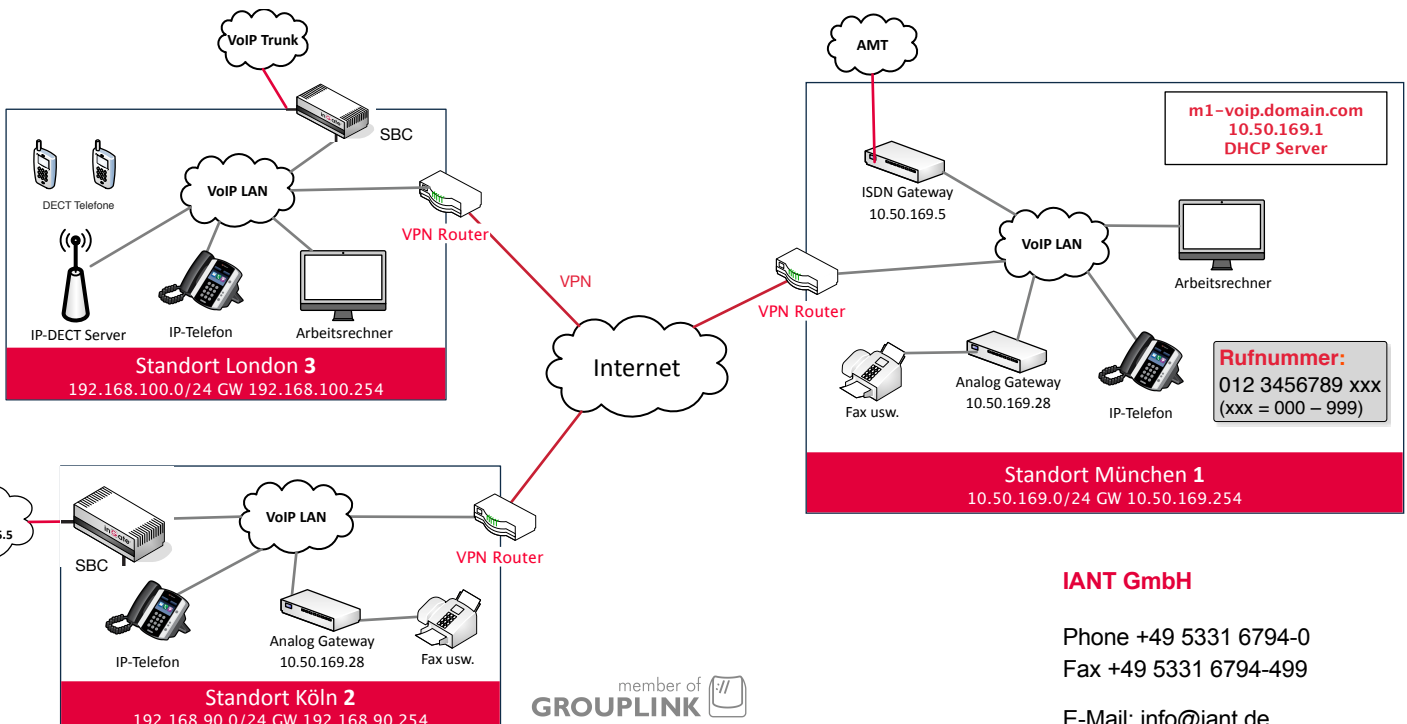 VoIP Trunk
SBC
VoIP LAN
DECT Telefone
VPN Router
IP-DECT Server
IP-Telefon
Arbeitsrechner
Standort London 3
192.168.100.0/24 GW 192.168.100.254
VPN
Internet
AMT
m1-voip.domain.com
10.50.169.1
DHCP Server
ISDN Gateway
10.50.169.5
VoIP LAN
Arbeitsrechner
VPN Router
Fax usw.
Analog Gateway
10.50.169.28
IP-Telefon
Rufnummer:
012 3456789 xxx
(xxx = 000 – 999)
Standort München 1
10.50.169.0/24 GW 10.50.169.254
inGate
SBC
VoIP LAN
VPN Router
IP-Telefon
Analog Gateway
10.50.169.28
Fax usw.
Standort Köln 2
192.168.90.0/24 GW 192.168.90.254
member of
GROUPLINK
IANT GmbH
Phone +49 5331 6794-0
Fax +49 5331 6794-499
E-Mail: info@iant.de